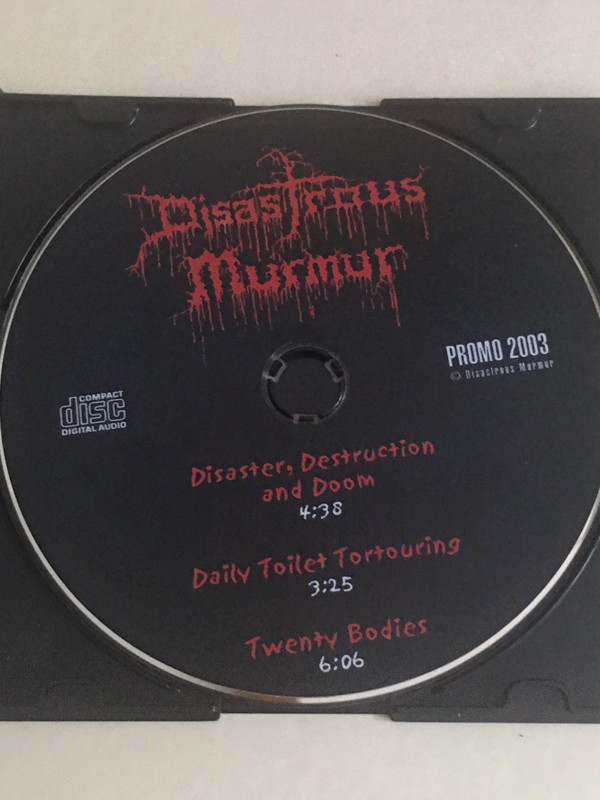 Disastrous
Murmur
PROMO 2003
© Disastrous Murmur
COMPACT
disc
DIGITAL AUDIO
Disaster, Destruction
and Doom
4:38
Daily Toilet Tortouring
3:25
Twenty Bodies
6:06